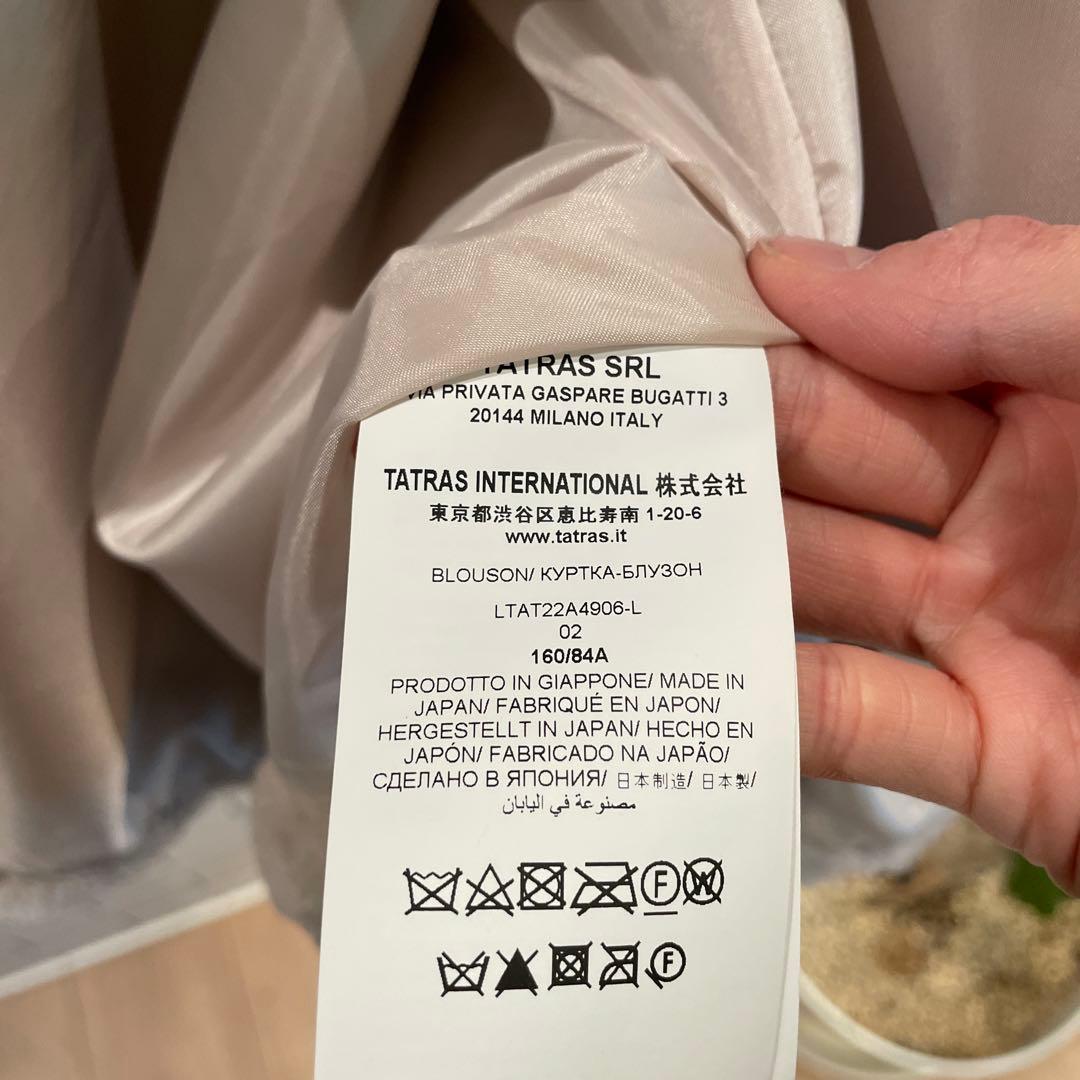 TATRAS SRL
VIA PRIVATA GASPARE BUGATTI 3
20144 MILANO ITALY
TATRAS INTERNATIONAL 株式会社
東京都渋谷区恵比寿南 1-20-6
www.tatras.it
BLOUSON/ КУРТКА-БЛУЗОН
LTAT22A4906-L
02
160/84A
PRODOTTO IN GIAPPONE/ MADE IN
JAPAN/ FABRIQUÉ EN JAPON/
HERGESTELLT IN JAPAN/ HECHO EN
JAPÓN/ FABRICADO NA JAPÃO/
СДЕЛАНО В ЯПОНИЯ/ 日本制造/ 日本製/
مصنوعة في اليابان
F W
F